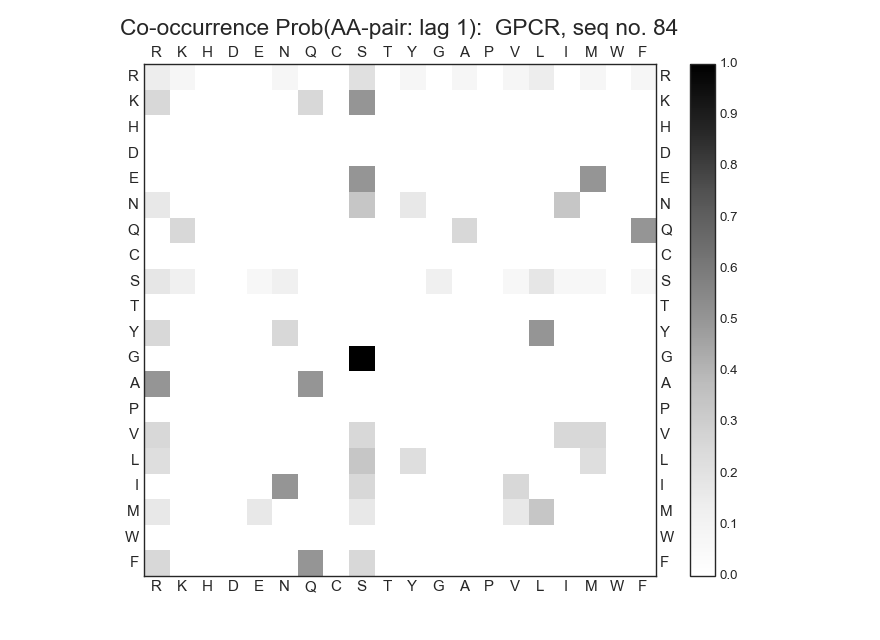 Co-occurrence Prob(AA-pair: lag 1):  GPCR, seq no. 84
R K H D E N Q C S T Y G A P V L I M W F
R R 1.0
K K 0.9
H H
D D 0.8
E E
N N 0.7
Q Q
C C 0.6
S S
T T 0.5
Y Y
G G 0.4
A A
P P 0.3
V V
L L 0.2
I I
M M 0.1
W W
F F 0.0
R K H D E N Q C S T Y G A P V L I M W F